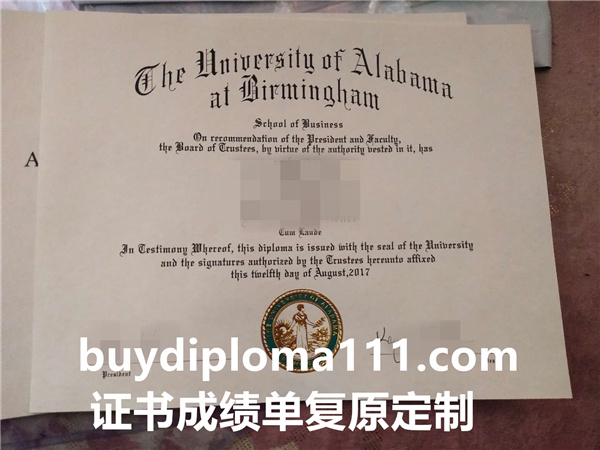 The University of Alabama
at Birmingham
School of Business
On recommendation of the President and Faculty,
the Board of Trustees, by virtue of the authority vested in it, has
Cum Laude
In Testimony Whereof, this diploma is issued with the seal of the University
and the signatures authorized by the Trustees hereunto affixed
this twelfth day of August,2017
buydiploma111.com
President
证书成绩单复原定制